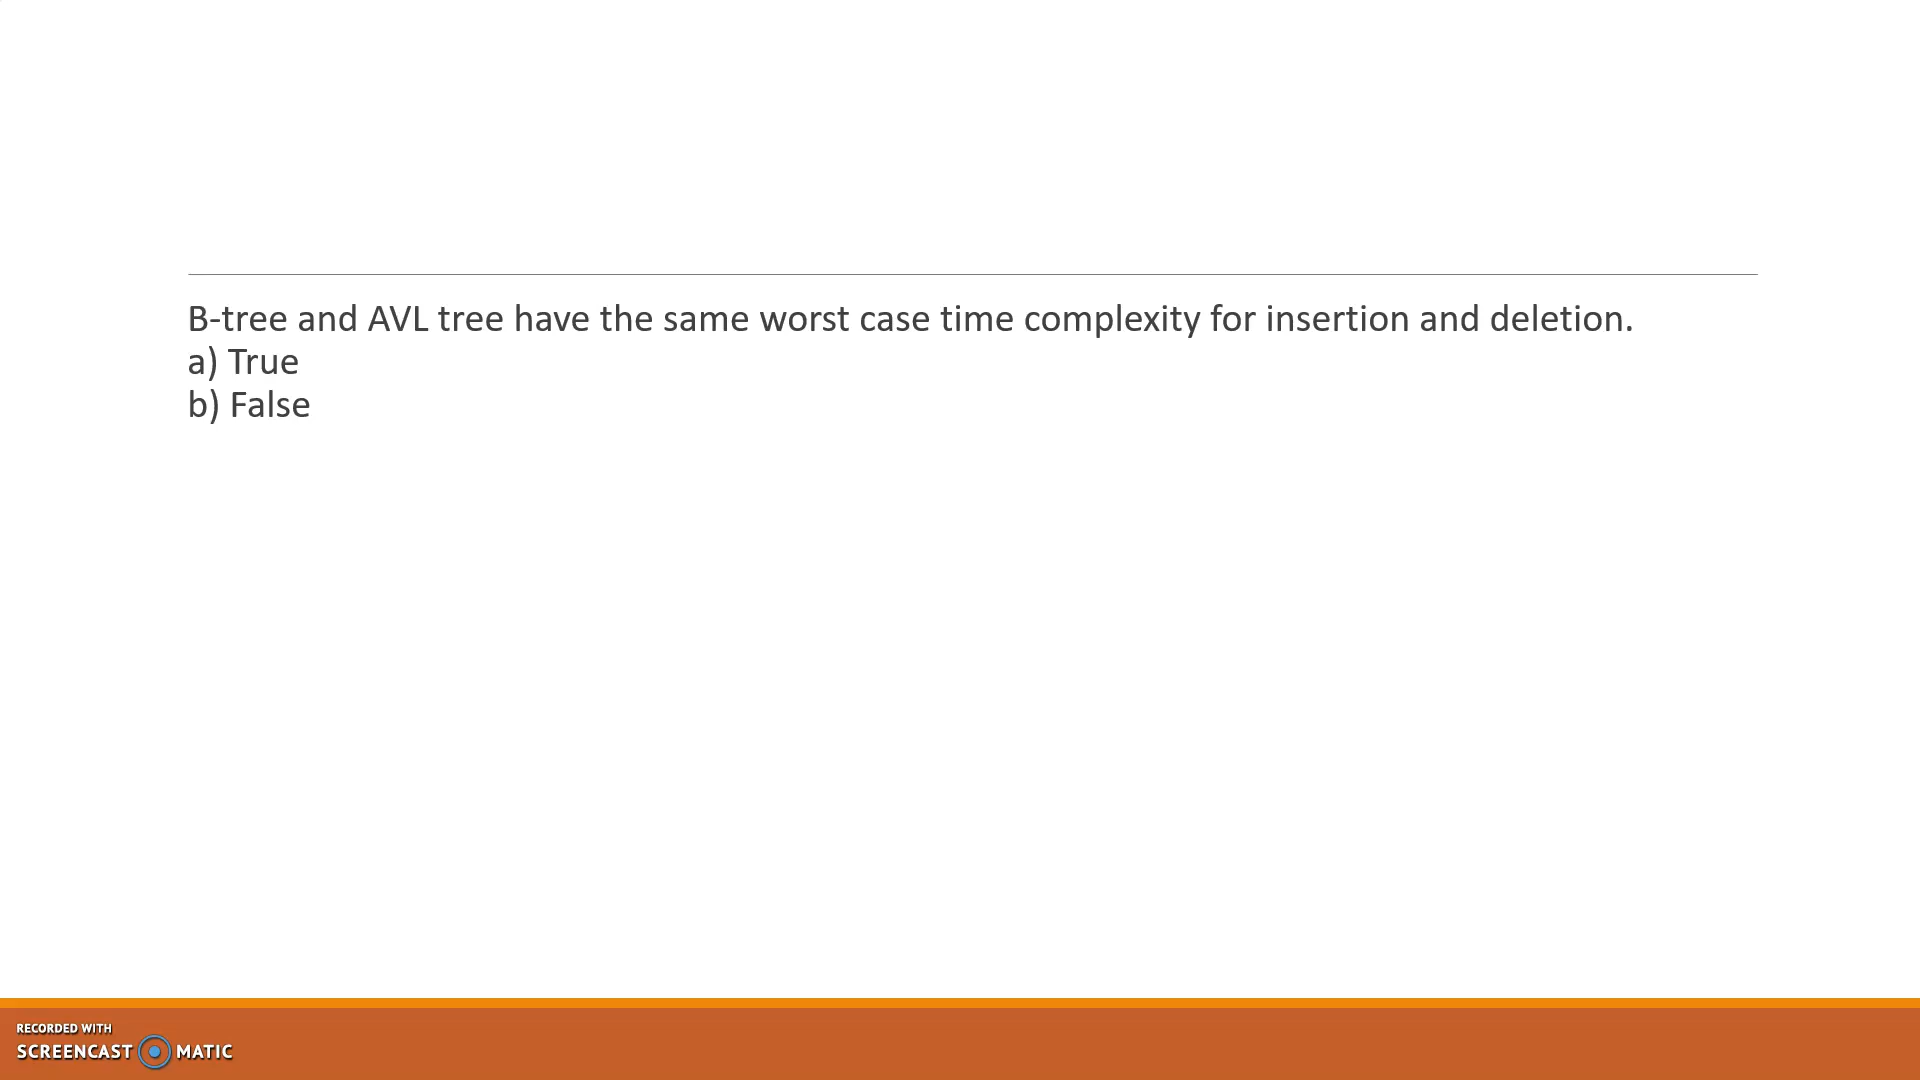 B-tree and AVL tree have the same worst case time complexity for insertion and deletion.
a) True
b) False
RECORDED WITH
SCREENCAST MATIC